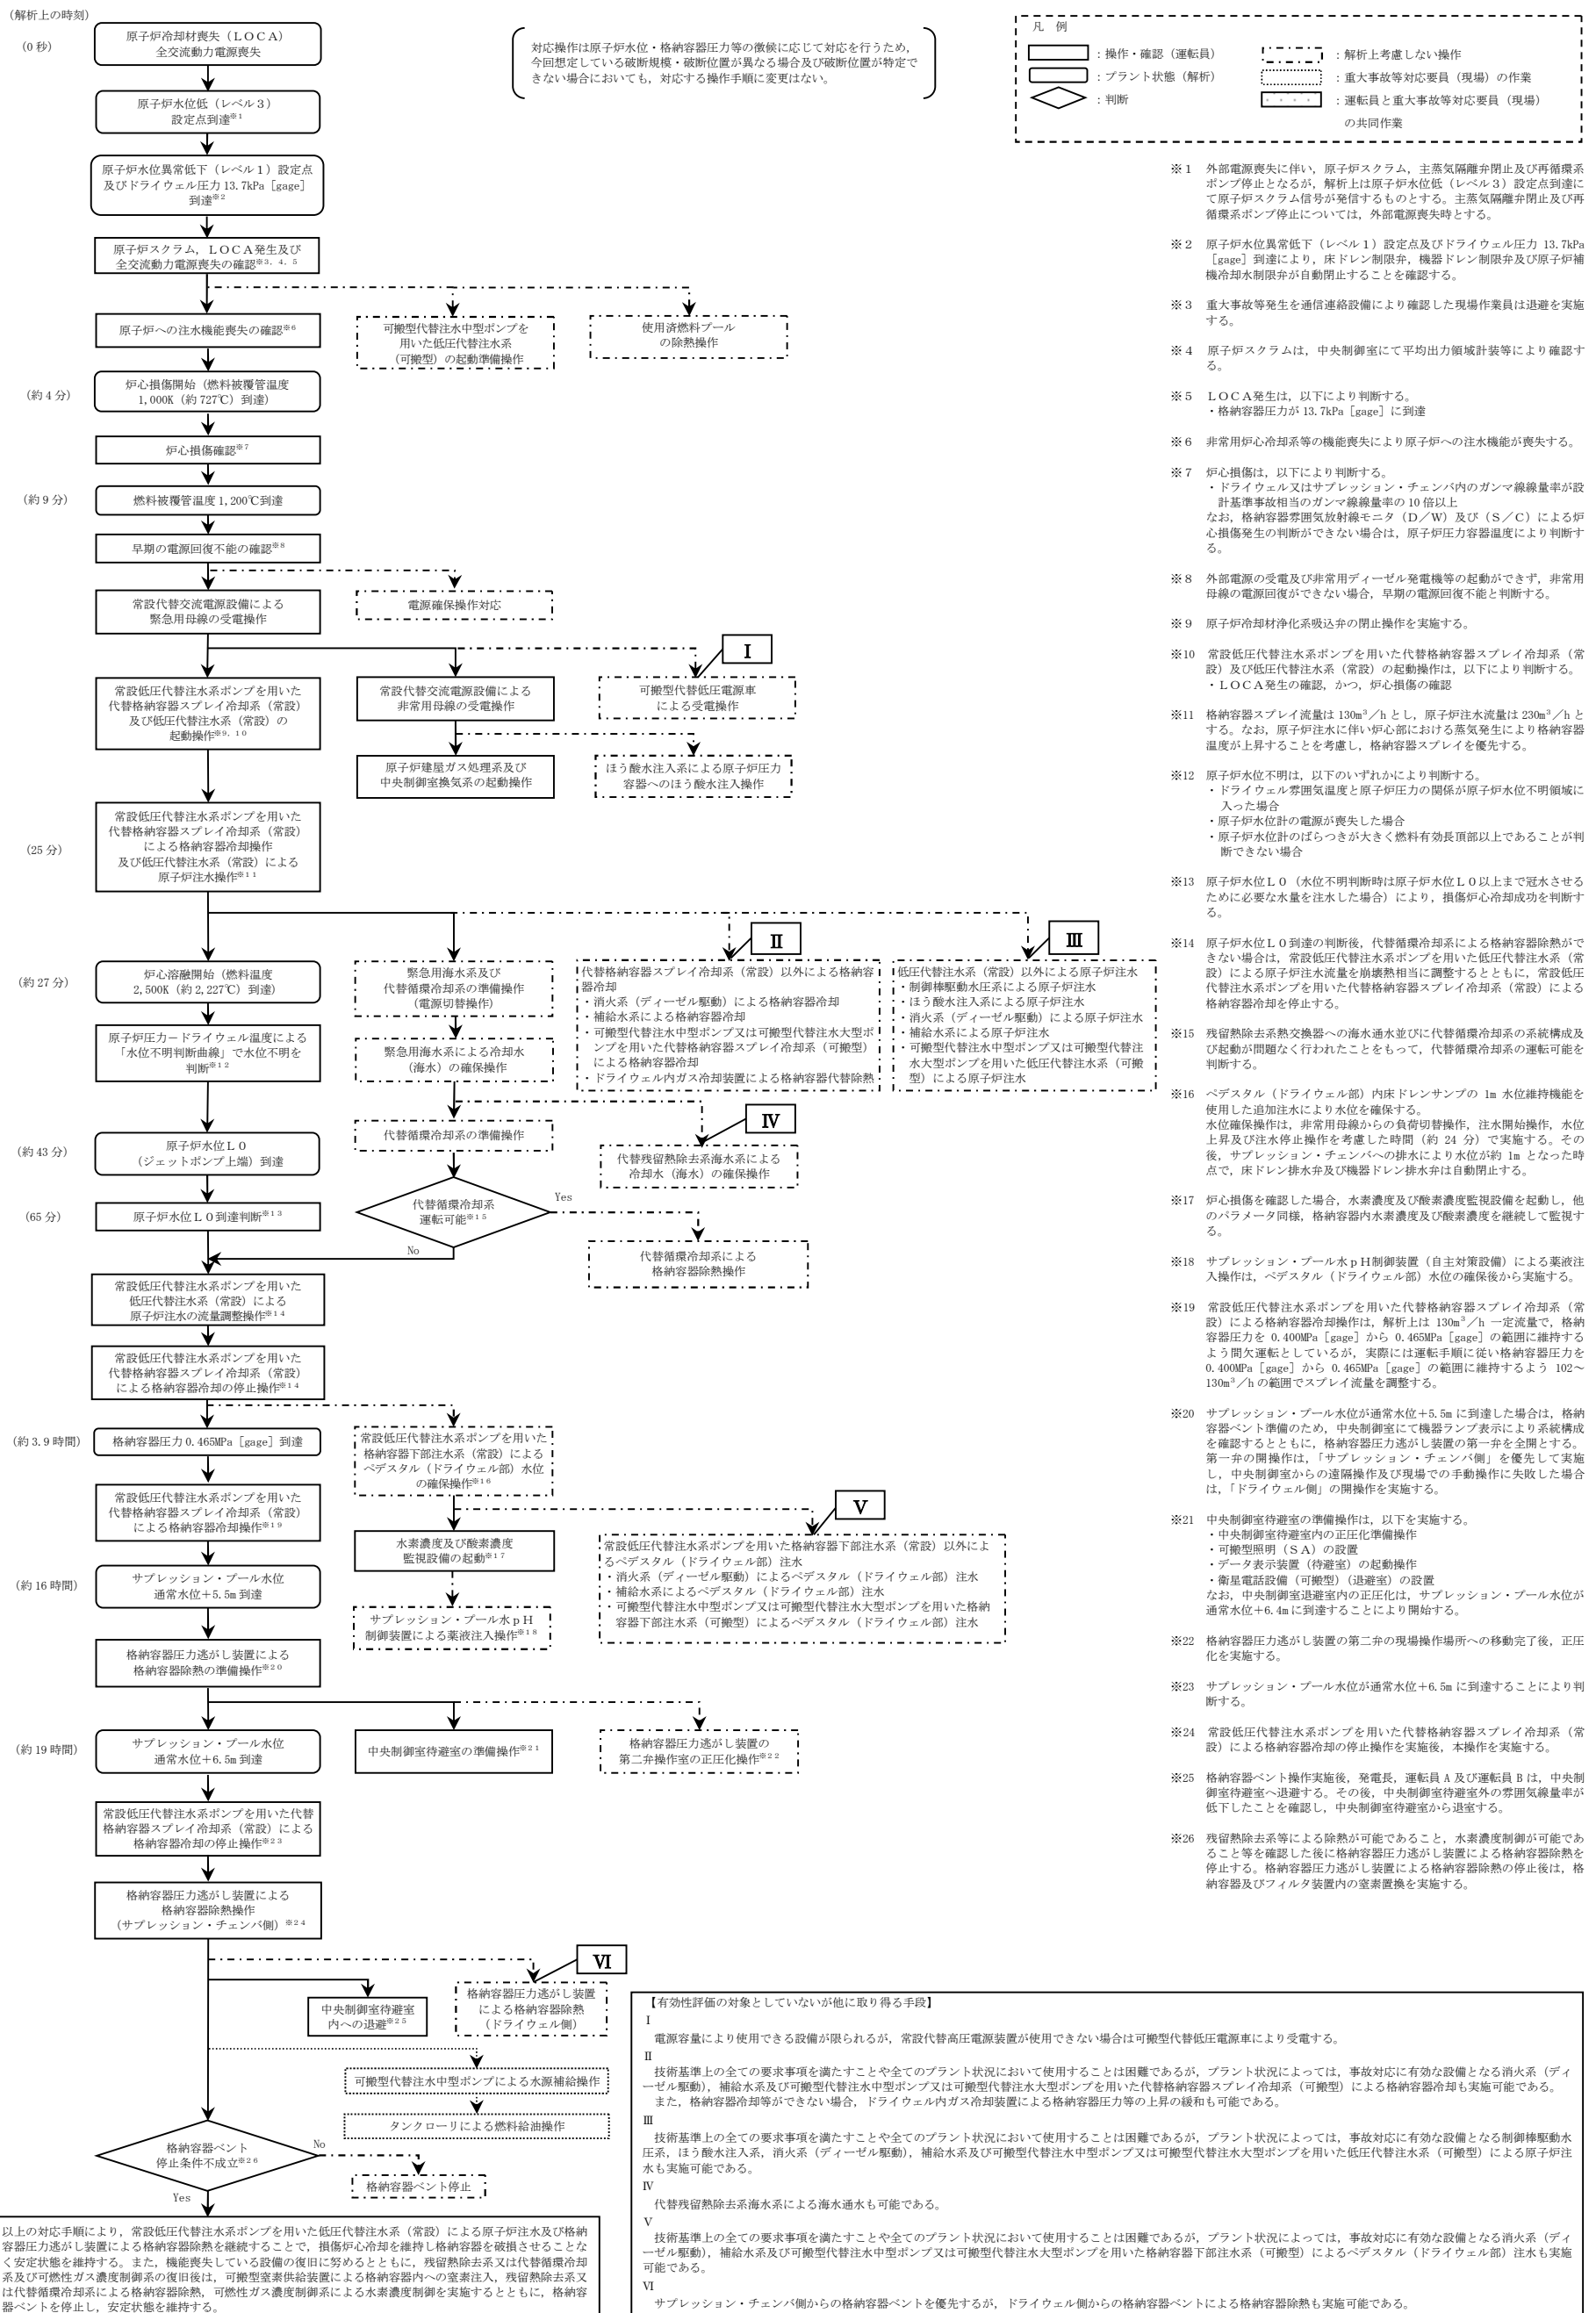 （解析上の時刻）
（0 秒）
原子炉冷却材喪失（ＬＯＣＡ）
全交流動力電源喪失
対応操作は原子炉水位・格納容器圧力等の徴候に応じて対応を行うため，
今回想定している破断規模・破断位置が異なる場合及び破断位置が特定で
きない場合においても，対応する操作手順に変更はない。
凡　例
：操作・確認（運転員）
：プラント状態（解析）
：判断
：解析上考慮しない操作
：重大事故等対応要員（現場）の作業
：運転員と重大事故等対応要員（現場）
の共同作業
原子炉水位低（レベル３）
設定点到達※1
原子炉水位異常低下（レベル１）設定点
及びドライウェル圧力 13.7kPa［gage］
到達※2
原子炉スクラム，ＬＯＣＡ発生及び
全交流動力電源喪失の確認※3，4，5
原子炉への注水機能喪失の確認※6
可搬型代替注水中型ポンプを
用いた低圧代替注水系
（可搬型）の起動準備操作
使用済燃料プール
の除熱操作
（約 4 分）
炉心損傷開始（燃料被覆管温度
1,000K（約 727℃）到達）
炉心損傷確認※7
（約 9 分）
燃料被覆管温度 1,200℃到達
早期の電源回復不能の確認※8
常設代替交流電源設備による
緊急用母線の受電操作
電源確保操作対応
Ⅰ
常設低圧代替注水系ポンプを用いた
代替格納容器スプレイ冷却系（常設）
及び低圧代替注水系（常設）の
起動操作※9，10
常設代替交流電源設備による
非常用母線の受電操作
可搬型代替低圧電源車
による受電操作
原子炉建屋ガス処理系及び
中央制御室換気系の起動操作
ほう酸水注入系による原子炉圧力
容器へのほう酸水注入操作
（25 分）
常設低圧代替注水系ポンプを用いた
代替格納容器スプレイ冷却系（常設）
による格納容器冷却操作
及び低圧代替注水系（常設）による
原子炉注水操作※11
Ⅱ
Ⅲ
（約 27 分）
炉心溶融開始（燃料温度
2,500K（約 2,227℃）到達）
緊急用海水系及び
代替循環冷却系の準備操作
（電源切替操作）
代替格納容器スプレイ冷却系（常設）以外による格納容
器冷却
・消火系（ディーゼル駆動）による格納容器冷却
・補給水系による格納容器冷却
・可搬型代替注水中型ポンプ又は可搬型代替注水大型ポ
ンプを用いた代替格納容器スプレイ冷却系（可搬型）
による格納容器冷却
・ドライウェル内ガス冷却装置による格納容器代替除熱
低圧代替注水系（常設）以外による原子炉注水
・制御棒駆動水圧系による原子炉注水
・ほう酸水注入系による原子炉注水
・消火系（ディーゼル駆動）による原子炉注水
・補給水系による原子炉注水
・可搬型代替注水中型ポンプ又は可搬型代替注
水大型ポンプを用いた低圧代替注水系（可搬
型）による原子炉注水
原子炉圧力－ドライウェル温度による
「水位不明判断曲線」で水位不明を
判断※12
緊急用海水系による冷却水
（海水）の確保操作
Ⅳ
（約 43 分）
原子炉水位Ｌ０
（ジェットポンプ上端）到達
代替循環冷却系の準備操作
代替残留熱除去系海水系による
冷却水（海水）の確保操作
（65 分）
原子炉水位Ｌ０到達判断※13
代替循環冷却系
運転可能※15
Yes
No
代替循環冷却系による
格納容器除熱操作
常設低圧代替注水系ポンプを用いた
低圧代替注水系（常設）による
原子炉注水の流量調整操作※14
常設低圧代替注水系ポンプを用いた
代替格納容器スプレイ冷却系（常設）
による格納容器冷却の停止操作※14
（約 3.9 時間）
格納容器圧力 0.465MPa［gage］到達
常設低圧代替注水系ポンプを用いた
格納容器下部注水系（常設）による
ペデスタル（ドライウェル部）水位
の確保操作※16
常設低圧代替注水系ポンプを用いた
代替格納容器スプレイ冷却系（常設）
による格納容器冷却操作※19
Ⅴ
水素濃度及び酸素濃度
監視設備の起動※17
常設低圧代替注水系ポンプを用いた格納容器下部注水系（常設）以外によ
るペデスタル（ドライウェル部）注水
・消火系（ディーゼル駆動）によるペデスタル（ドライウェル部）注水
・補給水系によるペデスタル（ドライウェル部）注水
・可搬型代替注水中型ポンプ又は可搬型代替注水大型ポンプを用いた格納
容器下部注水系（可搬型）によるペデスタル（ドライウェル部）注水
（約 16 時間）
サプレッション・プール水位
通常水位＋5.5m 到達
サプレッション・プール水ｐＨ
制御装置による薬液注入操作※18
格納容器圧力逃がし装置による
格納容器除熱の準備操作※20
（約 19 時間）
サプレッション・プール水位
通常水位＋6.5m 到達
中央制御室待避室の準備操作※21
格納容器圧力逃がし装置の
第二弁操作室の正圧化操作※22
常設低圧代替注水系ポンプを用いた代替
格納容器スプレイ冷却系（常設）による
格納容器冷却の停止操作※23
格納容器圧力逃がし装置による
格納容器除熱操作
（サプレッション・チェンバ側）※24
Ⅵ
中央制御室待避室
内への退避※25
格納容器圧力逃がし装置
による格納容器除熱
（ドライウェル側）
可搬型代替注水中型ポンプによる水源補給操作
タンクローリによる燃料給油操作
格納容器ベント
停止条件不成立※26
No
Yes
格納容器ベント停止
以上の対応手順により，常設低圧代替注水系ポンプを用いた低圧代替注水系（常設）による原子炉注水及び格納
容器圧力逃がし装置による格納容器除熱を継続することで，損傷炉心冷却を維持し格納容器を破損させることな
く安定状態を維持する。また，機能喪失している設備の復旧に努めるとともに，残留熱除去系又は代替循環冷却
系及び可燃性ガス濃度制御系の復旧後は，可搬型窒素供給装置による格納容器内への窒素注入，残留熱除去系又
は代替循環冷却系による格納容器除熱，可燃性ガス濃度制御系による水素濃度制御を実施するとともに，格納容
器ベントを停止し，安定状態を維持する。
※１　外部電源喪失に伴い，原子炉スクラム，主蒸気隔離弁閉止及び再循環系
ポンプ停止となるが，解析上は原子炉水位低（レベル３）設定点到達に
て原子炉スクラム信号が発信するものとする。主蒸気隔離弁閉止及び再
循環系ポンプ停止については，外部電源喪失時とする。
※２　原子炉水位異常低下（レベル１）設定点及びドライウェル圧力 13.7kPa
［gage］到達により，床ドレン制限弁，機器ドレン制限弁及び原子炉補
機冷却水制限弁が自動閉止することを確認する。
※３　重大事故等発生を通信連絡設備により確認した現場作業員は退避を実施
する。
※４　原子炉スクラムは，中央制御室にて平均出力領域計装等により確認す
る。
※５　ＬＯＣＡ発生は，以下により判断する。
・格納容器圧力が 13.7kPa［gage］に到達
※６　非常用炉心冷却系等の機能喪失により原子炉への注水機能が喪失する。
※７　炉心損傷は，以下により判断する。
・ドライウェル又はサプレッション・チェンバ内のガンマ線線量率が設
計基準事故相当のガンマ線線量率の 10 倍以上
なお，格納容器雰囲気放射線モニタ（Ｄ／Ｗ）及び（Ｓ／Ｃ）による炉
心損傷発生の判断ができない場合は，原子炉圧力容器温度により判断す
る。
※８　外部電源の受電及び非常用ディーゼル発電機等の起動ができず，非常用
母線の電源回復ができない場合，早期の電源回復不能と判断する。
※９　原子炉冷却材浄化系吸込弁の閉止操作を実施する。
※10　常設低圧代替注水系ポンプを用いた代替格納容器スプレイ冷却系（常
設）及び低圧代替注水系（常設）の起動操作は，以下により判断する。
・ＬＯＣＡ発生の確認，かつ，炉心損傷の確認
※11　格納容器スプレイ流量は 130m³／h とし，原子炉注水流量は 230m³／h と
する。なお，原子炉注水に伴い炉心部における蒸気発生により格納容器
温度が上昇することを考慮し，格納容器スプレイを優先する。
※12　原子炉水位不明は，以下のいずれかにより判断する。
・ドライウェル雰囲気温度と原子炉圧力の関係が原子炉水位不明領域に
入った場合
・原子炉水位計の電源が喪失した場合
・原子炉水位計のばらつきが大きく燃料有効長頂部以上であることが判
断できない場合
※13　原子炉水位Ｌ０（水位不明判断時は原子炉水位Ｌ０以上まで冠水させる
ために必要な水量を注水した場合）により，損傷炉心冷却成功を判断す
る。
※14　原子炉水位Ｌ０到達の判断後，代替循環冷却系による格納容器除熱がで
きない場合は，常設低圧代替注水系ポンプを用いた低圧代替注水系（常
設）による原子炉注水流量を崩壊熱相当に調整するとともに，常設低圧
代替注水系ポンプを用いた代替格納容器スプレイ冷却系（常設）による
格納容器冷却を停止する。
※15　残留熱除去系熱交換器への海水通水並びに代替循環冷却系の系統構成及
び起動が問題なく行われたことをもって，代替循環冷却系の運転可能を
判断する。
※16　ペデスタル（ドライウェル部）内床ドレンサンプの 1m 水位維持機能を
使用した追加注水により水位を確保する。
水位確保操作は，非常用母線からの負荷切替操作，注水開始操作，水位
上昇及び注水停止操作を考慮した時間（約 24 分）で実施する。その
後，サプレッション・チェンバへの排水により水位が約 1m となった時
点で，床ドレン排水弁及び機器ドレン排水弁は自動閉止する。
※17　炉心損傷を確認した場合，水素濃度及び酸素濃度監視設備を起動し，他
のパラメータ同様，格納容器内水素濃度及び酸素濃度を継続して監視す
る。
※18　サプレッション・プール水ｐＨ制御装置（自主対策設備）による薬液注
入操作は，ペデスタル（ドライウェル部）水位の確保後から実施する。
※19　常設低圧代替注水系ポンプを用いた代替格納容器スプレイ冷却系（常
設）による格納容器冷却操作は，解析上は 130m³／h 一定流量で，格納
容器圧力を 0.400MPa［gage］から 0.465MPa［gage］の範囲に維持する
よう間欠運転としているが，実際には運転手順に従い格納容器圧力を
0.400MPa［gage］から 0.465MPa［gage］の範囲に維持するよう 102～
130m³／h の範囲でスプレイ流量を調整する。
※20　サプレッション・プール水位が通常水位＋5.5m に到達した場合は，格納
容器ベント準備のため，中央制御室にて機器ランプ表示により系統構成
を確認するとともに，格納容器圧力逃がし装置の第一弁を全開とする。
第一弁の開操作は，「サプレッション・チェンバ側」を優先して実施
し，中央制御室からの遠隔操作及び現場での手動操作に失敗した場合
は，「ドライウェル側」の開操作を実施する。
※21　中央制御室待避室の準備操作は，以下を実施する。
・中央制御室待避室内の正圧化準備操作
・可搬型照明（ＳＡ）の設置
・データ表示装置（待避室）の起動操作
・衛星電話設備（可搬型）（退避室）の設置
なお，中央制御室退避室内の正圧化は，サプレッション・プール水位が
通常水位＋6.4m に到達することにより開始する。
※22　格納容器圧力逃がし装置の第二弁の現場操作場所への移動完了後，正圧
化を実施する。
※23　サプレッション・プール水位が通常水位＋6.5m に到達することにより判
断する。
※24　常設低圧代替注水系ポンプを用いた代替格納容器スプレイ冷却系（常
設）による格納容器冷却の停止操作を実施後，本操作を実施する。
※25　格納容器ベント操作実施後，発電長，運転員 A 及び運転員 B は，中央制
御室待避室へ退避する。その後，中央制御室待避室外の雰囲気線量率が
低下したことを確認し，中央制御室待避室から退室する。
※26　残留熱除去系等による除熱が可能であること，水素濃度制御が可能であ
ること等を確認した後に格納容器圧力逃がし装置による格納容器除熱を
停止する。格納容器圧力逃がし装置による格納容器除熱の停止後は，格
納容器及びフィルタ装置内の窒素置換を実施する。
【有効性評価の対象としていないが他に取り得る手段】
Ⅰ
電源容量により使用できる設備が限られるが，常設代替高圧電源装置が使用できない場合は可搬型代替低圧電源車により受電する。
Ⅱ
技術基準上の全ての要求事項を満たすことや全てのプラント状況において使用することは困難であるが，プラント状況によっては，事故対応に有効な設備となる消火系（ディ
ーゼル駆動），補給水系及び可搬型代替注水中型ポンプ又は可搬型代替注水大型ポンプを用いた代替格納容器スプレイ冷却系（可搬型）による格納容器冷却も実施可能である。
また，格納容器冷却等ができない場合，ドライウェル内ガス冷却装置による格納容器圧力等の上昇の緩和も可能である。
Ⅲ
技術基準上の全ての要求事項を満たすことや全てのプラント状況において使用することは困難であるが，プラント状況によっては，事故対応に有効な設備となる制御棒駆動水
圧系，ほう酸水注入系，消火系（ディーゼル駆動），補給水系及び可搬型代替注水中型ポンプ又は可搬型代替注水大型ポンプを用いた低圧代替注水系（可搬型）による原子炉注
水も実施可能である。
Ⅳ
代替残留熱除去系海水系による海水通水も可能である。
Ⅴ
技術基準上の全ての要求事項を満たすことや全てのプラント状況において使用することは困難であるが，プラント状況によっては，事故対応に有効な設備となる消火系（ディ
ーゼル駆動），補給水系及び可搬型代替注水中型ポンプ又は可搬型代替注水大型ポンプを用いた格納容器下部注水系（可搬型）によるペデスタル（ドライウェル部）注水も実施
可能である。
Ⅵ
サプレッション・チェンバ側からの格納容器ベントを優先するが，ドライウェル側からの格納容器ベントによる格納容器除熱も実施可能である。